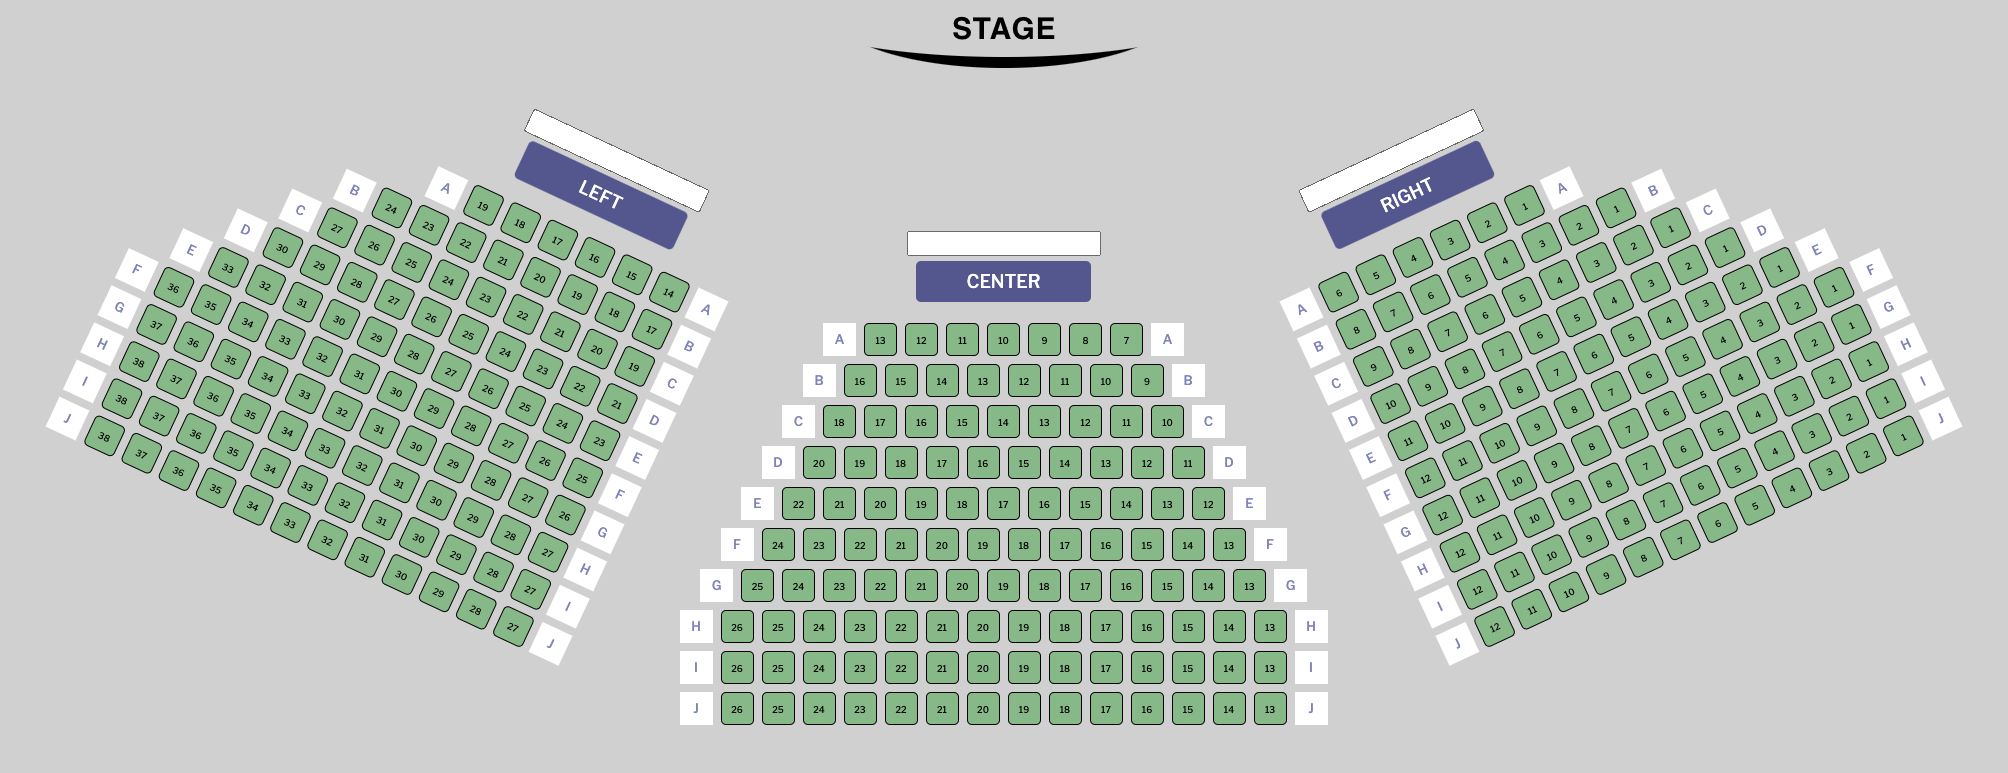 STAGE
LEFT
A 19 18 17 16 15 14 A
B 24 23 22 21 20 19 18 17 B
C 27 26 25 24 23 22 21 20 19 C
D 30 29 28 27 26 25 24 23 22 21 D
E 33 32 31 30 29 28 27 26 25 24 23 E
F 36 35 34 33 32 31 30 29 28 27 26 25 F
G 37 36 35 34 33 32 31 30 29 28 27 26 G
H 38 37 36 35 34 33 32 31 30 29 28 27 H
I 38 37 36 35 34 33 32 31 30 29 28 27 I
J 38 37 36 35 34 33 32 31 30 29 28 27 J
CENTER
A 13 12 11 10 9 8 7 A
B 16 15 14 13 12 11 10 9 B
C 18 17 16 15 14 13 12 11 10 C
D 20 19 18 17 16 15 14 13 12 11 D
E 22 21 20 19 18 17 16 15 14 13 12 E
F 24 23 22 21 20 19 18 17 16 15 14 13 F
G 25 24 23 22 21 20 19 18 17 16 15 14 13 G
H 26 25 24 23 22 21 20 19 18 17 16 15 14 13 H
I 26 25 24 23 22 21 20 19 18 17 16 15 14 13 I
J 26 25 24 23 22 21 20 19 18 17 16 15 14 13 J
RIGHT
A 6 5 4 3 2 1 A
B 8 7 6 5 4 3 2 1 B
C 9 8 7 6 5 4 3 2 1 C
D 10 9 8 7 6 5 4 3 2 1 D
E 11 10 9 8 7 6 5 4 3 2 1 E
F 12 11 10 9 8 7 6 5 4 3 2 1 F
G 12 11 10 9 8 7 6 5 4 3 2 1 G
H 12 11 10 9 8 7 6 5 4 3 2 1 H
I 12 11 10 9 8 7 6 5 4 3 2 1 I
J 12 11 10 9 8 7 6 5 4 3 2 1 J